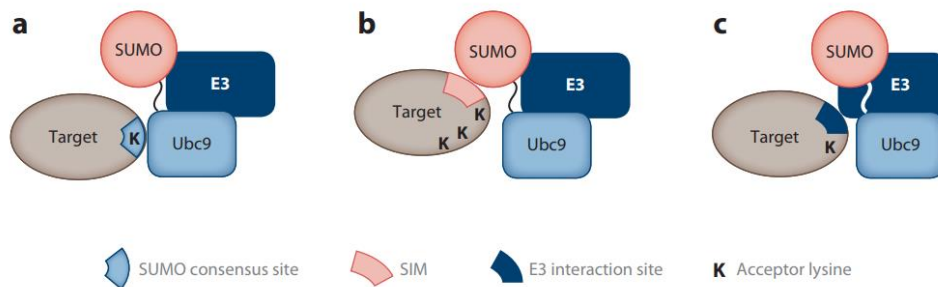 a
SUMO
E3
Target
K
Ubc9
b
SUMO
E3
Target
K
K
K
Ubc9
c
SUMO
E3
Target
K
Ubc9
SUMO consensus site
SIM
E3 interaction site
K Acceptor lysine